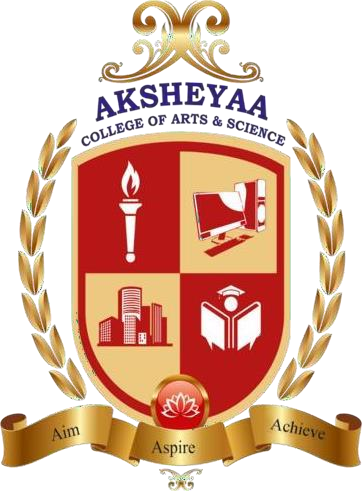 AKSHEYAA
COLLEGE OF ARTS & SCIENCE
Aim
Aspire
Achieve